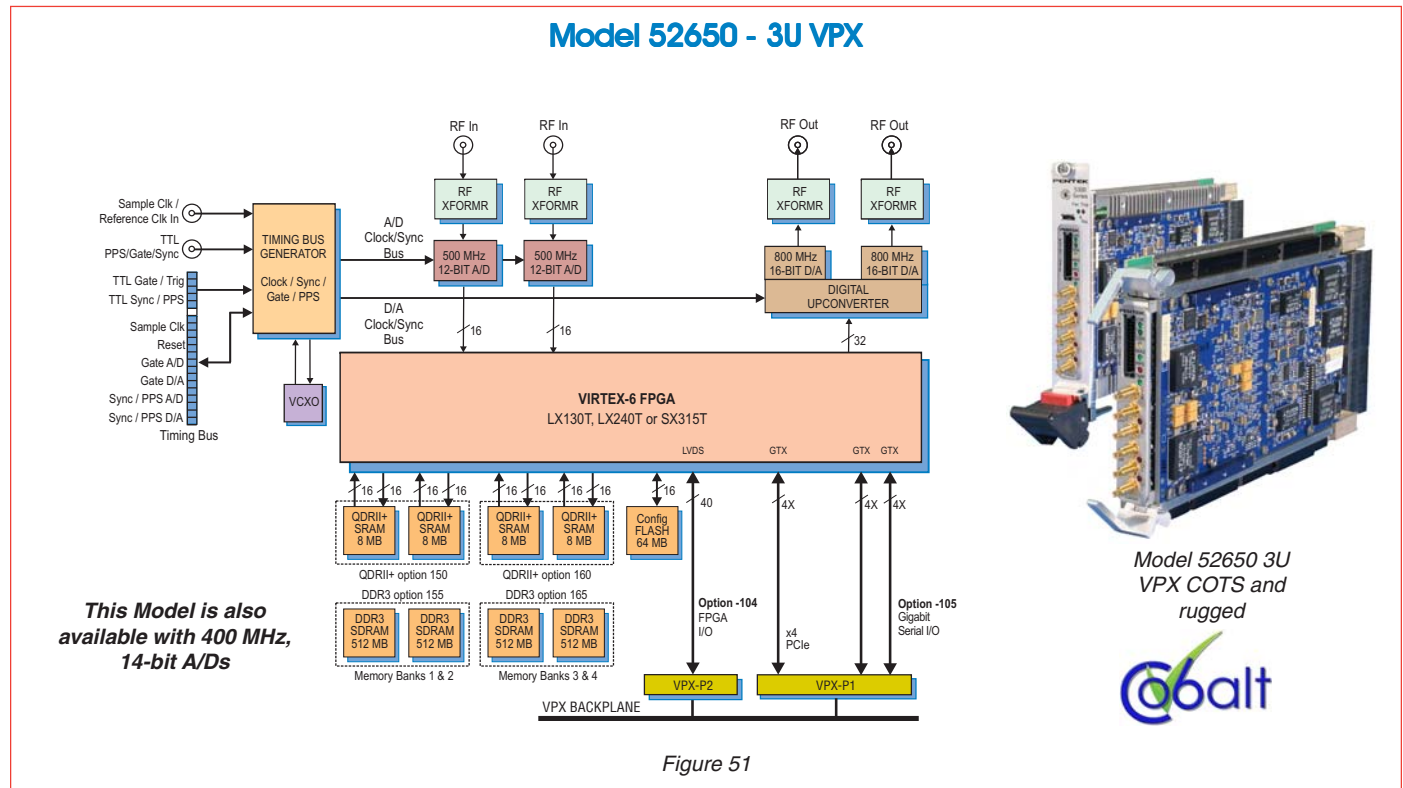 Model 52650 - 3U VPX
RF In
RF In
RF Out
RF Out
RF
XFORMR
RF
XFORMR
RF
XFORMR
RF
XFORMR
Sample Clk /
Reference Clk In
TTL
PPS/Gate/Sync
TIMING BUS
GENERATOR
Clock / Sync /
Gate / PPS
A/D
Clock/Sync
Bus
500 MHz
12-BIT A/D
500 MHz
12-BIT A/D
800 MHz
16-BIT D/A
800 MHz
16-BIT D/A
DIGITAL
UPCONVERTER
TTL Gate / Trig
TTL Sync / PPS
Sample Clk
Reset
Gate A/D
Gate D/A
Sync / PPS A/D
Sync / PPS D/A
Timing Bus
VCXO
D/A
Clock/Sync
Bus
16
16
32
VIRTEX-6 FPGA
LX130T, LX240T or SX315T
LVDS
GTX
GTX
GTX
16
16
16
16
16
16
16
16
16
40
4X
4X
4X
QDRII+
SRAM
8 MB
QDRII+
SRAM
8 MB
QDRII+
SRAM
8 MB
QDRII+
SRAM
8 MB
Config
FLASH
64 MB
QDRII+ option 150
QDRII+ option 160
DDR3 option 155
DDR3 option 165
DDR3
SDRAM
512 MB
DDR3
SDRAM
512 MB
DDR3
SDRAM
512 MB
DDR3
SDRAM
512 MB
Memory Banks 1 & 2
Memory Banks 3 & 4
Option -104
FPGA
I/O
x4
PCIe
Option -105
Gigabit
Serial I/O
VPX-P2
VPX-P1
VPX BACKPLANE
This Model is also
available with 400 MHz,
14-bit A/Ds
PENTEK
Model 52650 3U
VPX COTS and
rugged
Cobalt
Figure 51